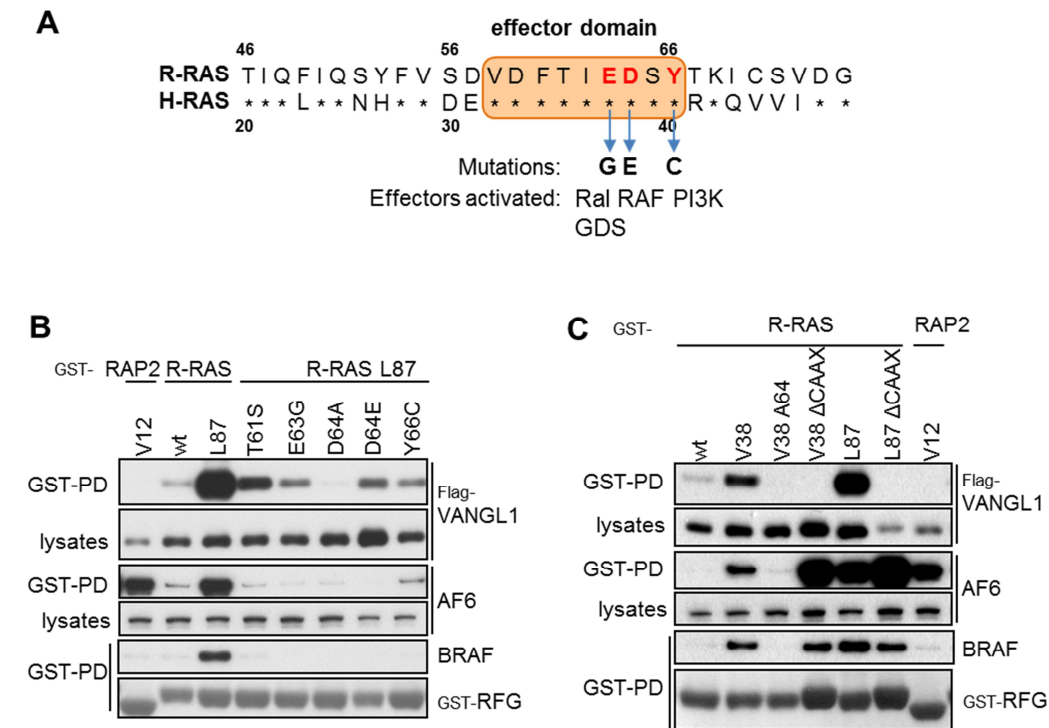 A
effector domain
46 56 66
R-RAS T I Q F I Q S Y F V S D V D F T I E D S Y T K I C S V D G
H-RAS * * * L * * N H * * D E * * * * * * * * * R * Q V V I * *
20 30 40
Mutations: G E C
Effectors activated: Ral RAF PI3K
GDS
B
GST- RAP2 R-RAS R-RAS L87
V12 wt L87 T61S E63G D64A D64E Y66C
GST-PD Flag-
VANGL1
lysates
GST-PD AF6
lysates
GST-PD BRAF
GST-RFG
C
GST- R-RAS RAP2
wt V38 V38 A64 V38 ΔCAAX L87 L87 ΔCAAX V12
GST-PD Flag-
VANGL1
lysates
GST-PD AF6
lysates
BRAF
GST-PD GST-RFG